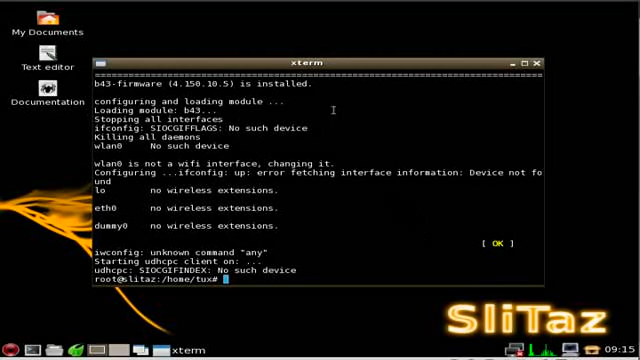 My Documents
Text editor
Documentation
xterm
b43-firmware (4.150.10.5) is installed.
configuring and loading module ...
Loading module: b43...
Stopping all interfaces
ifconfig: SIOCGIFFLAGS: No such device
Killing all daemons
wlan0 No such device
wlan0 is not a wifi interface, changing it.
Configuring ...ifconfig: up: error fetching interface information: Device not fo
und
lo no wireless extensions.
eth0 no wireless extensions.
dummy0 no wireless extensions.
[ OK ]
iwconfig: unknown command "any"
Starting udhcpc client on: ...
udhcpc: SIOCGIFINDEX: No such device
root@slitaz:/home/tux#
SliTaz
xterm
09:15